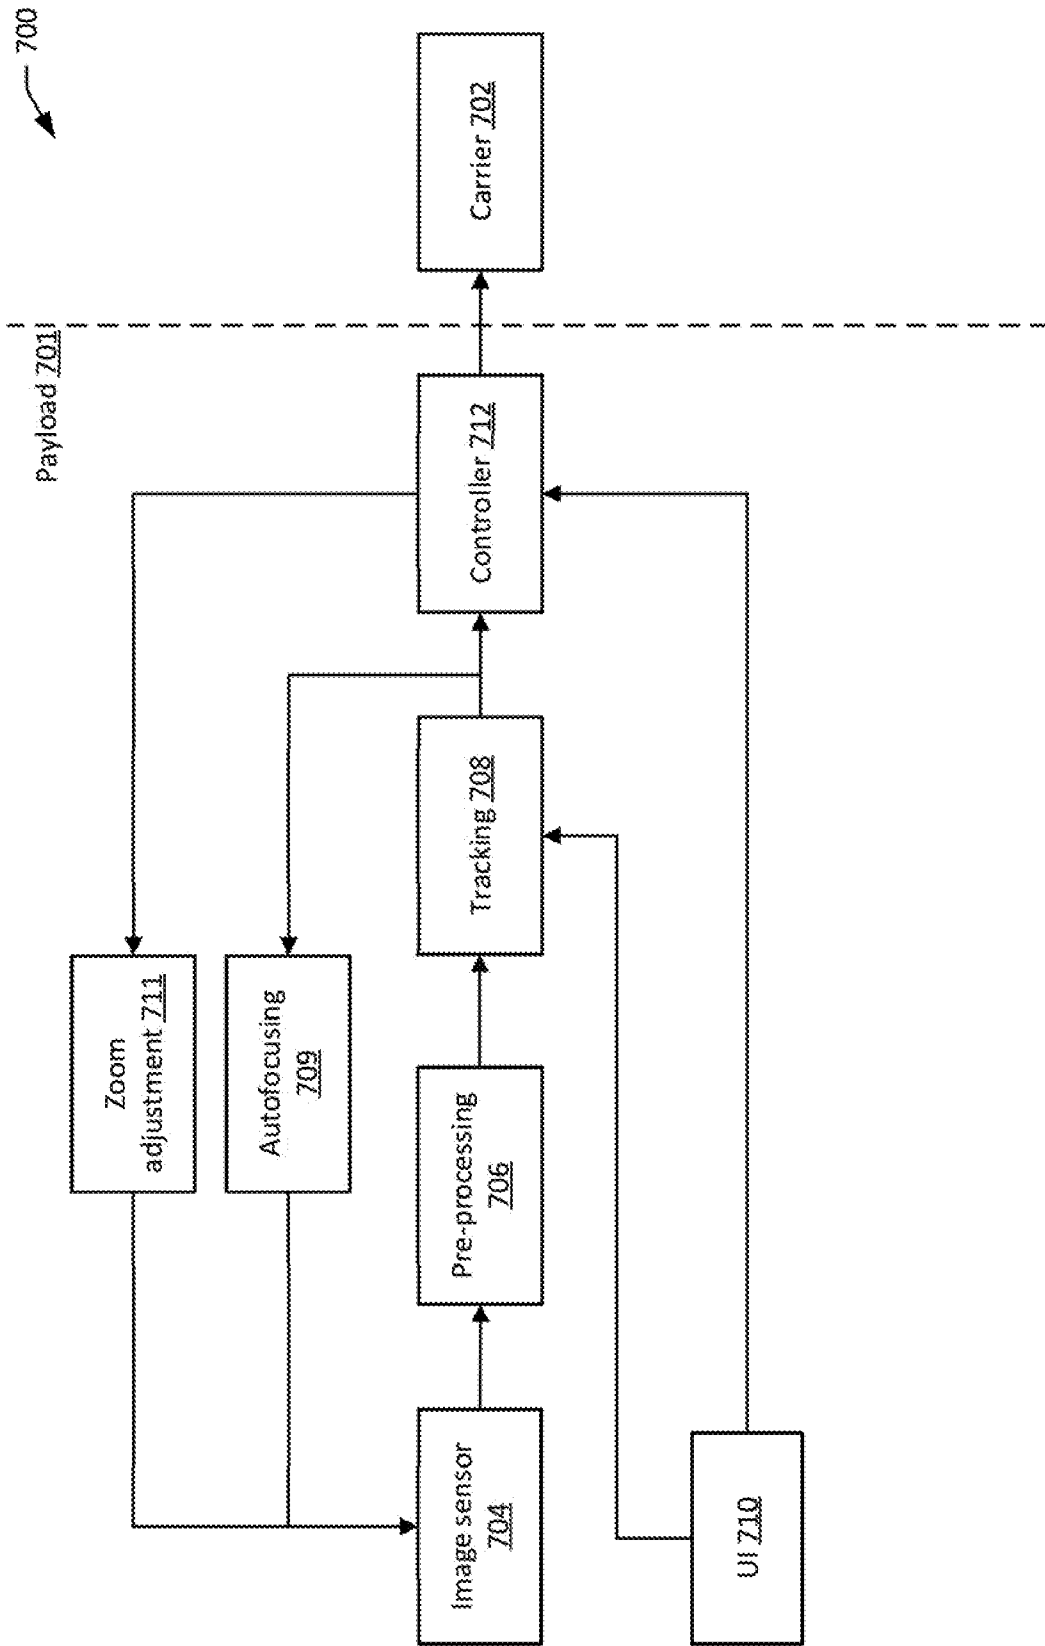 700
Payload 701
Zoom
adjustment 711
Autofocusing
709
Image sensor
704
Pre-processing
706
Tracking 708
Controller 712
Carrier 702
UI 710